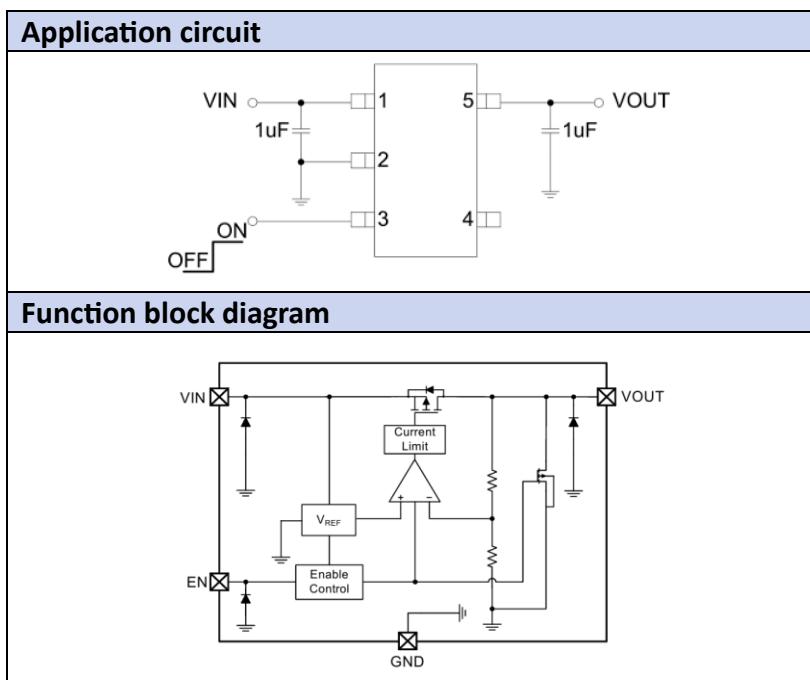 Application circuit
VIN
1
5
VOUT
1uF
1uF
2
ON
3
4
OFF
Function block diagram
VIN
VOUT
Current
Limit
+
−
VREF
EN
Enable
Control
GND